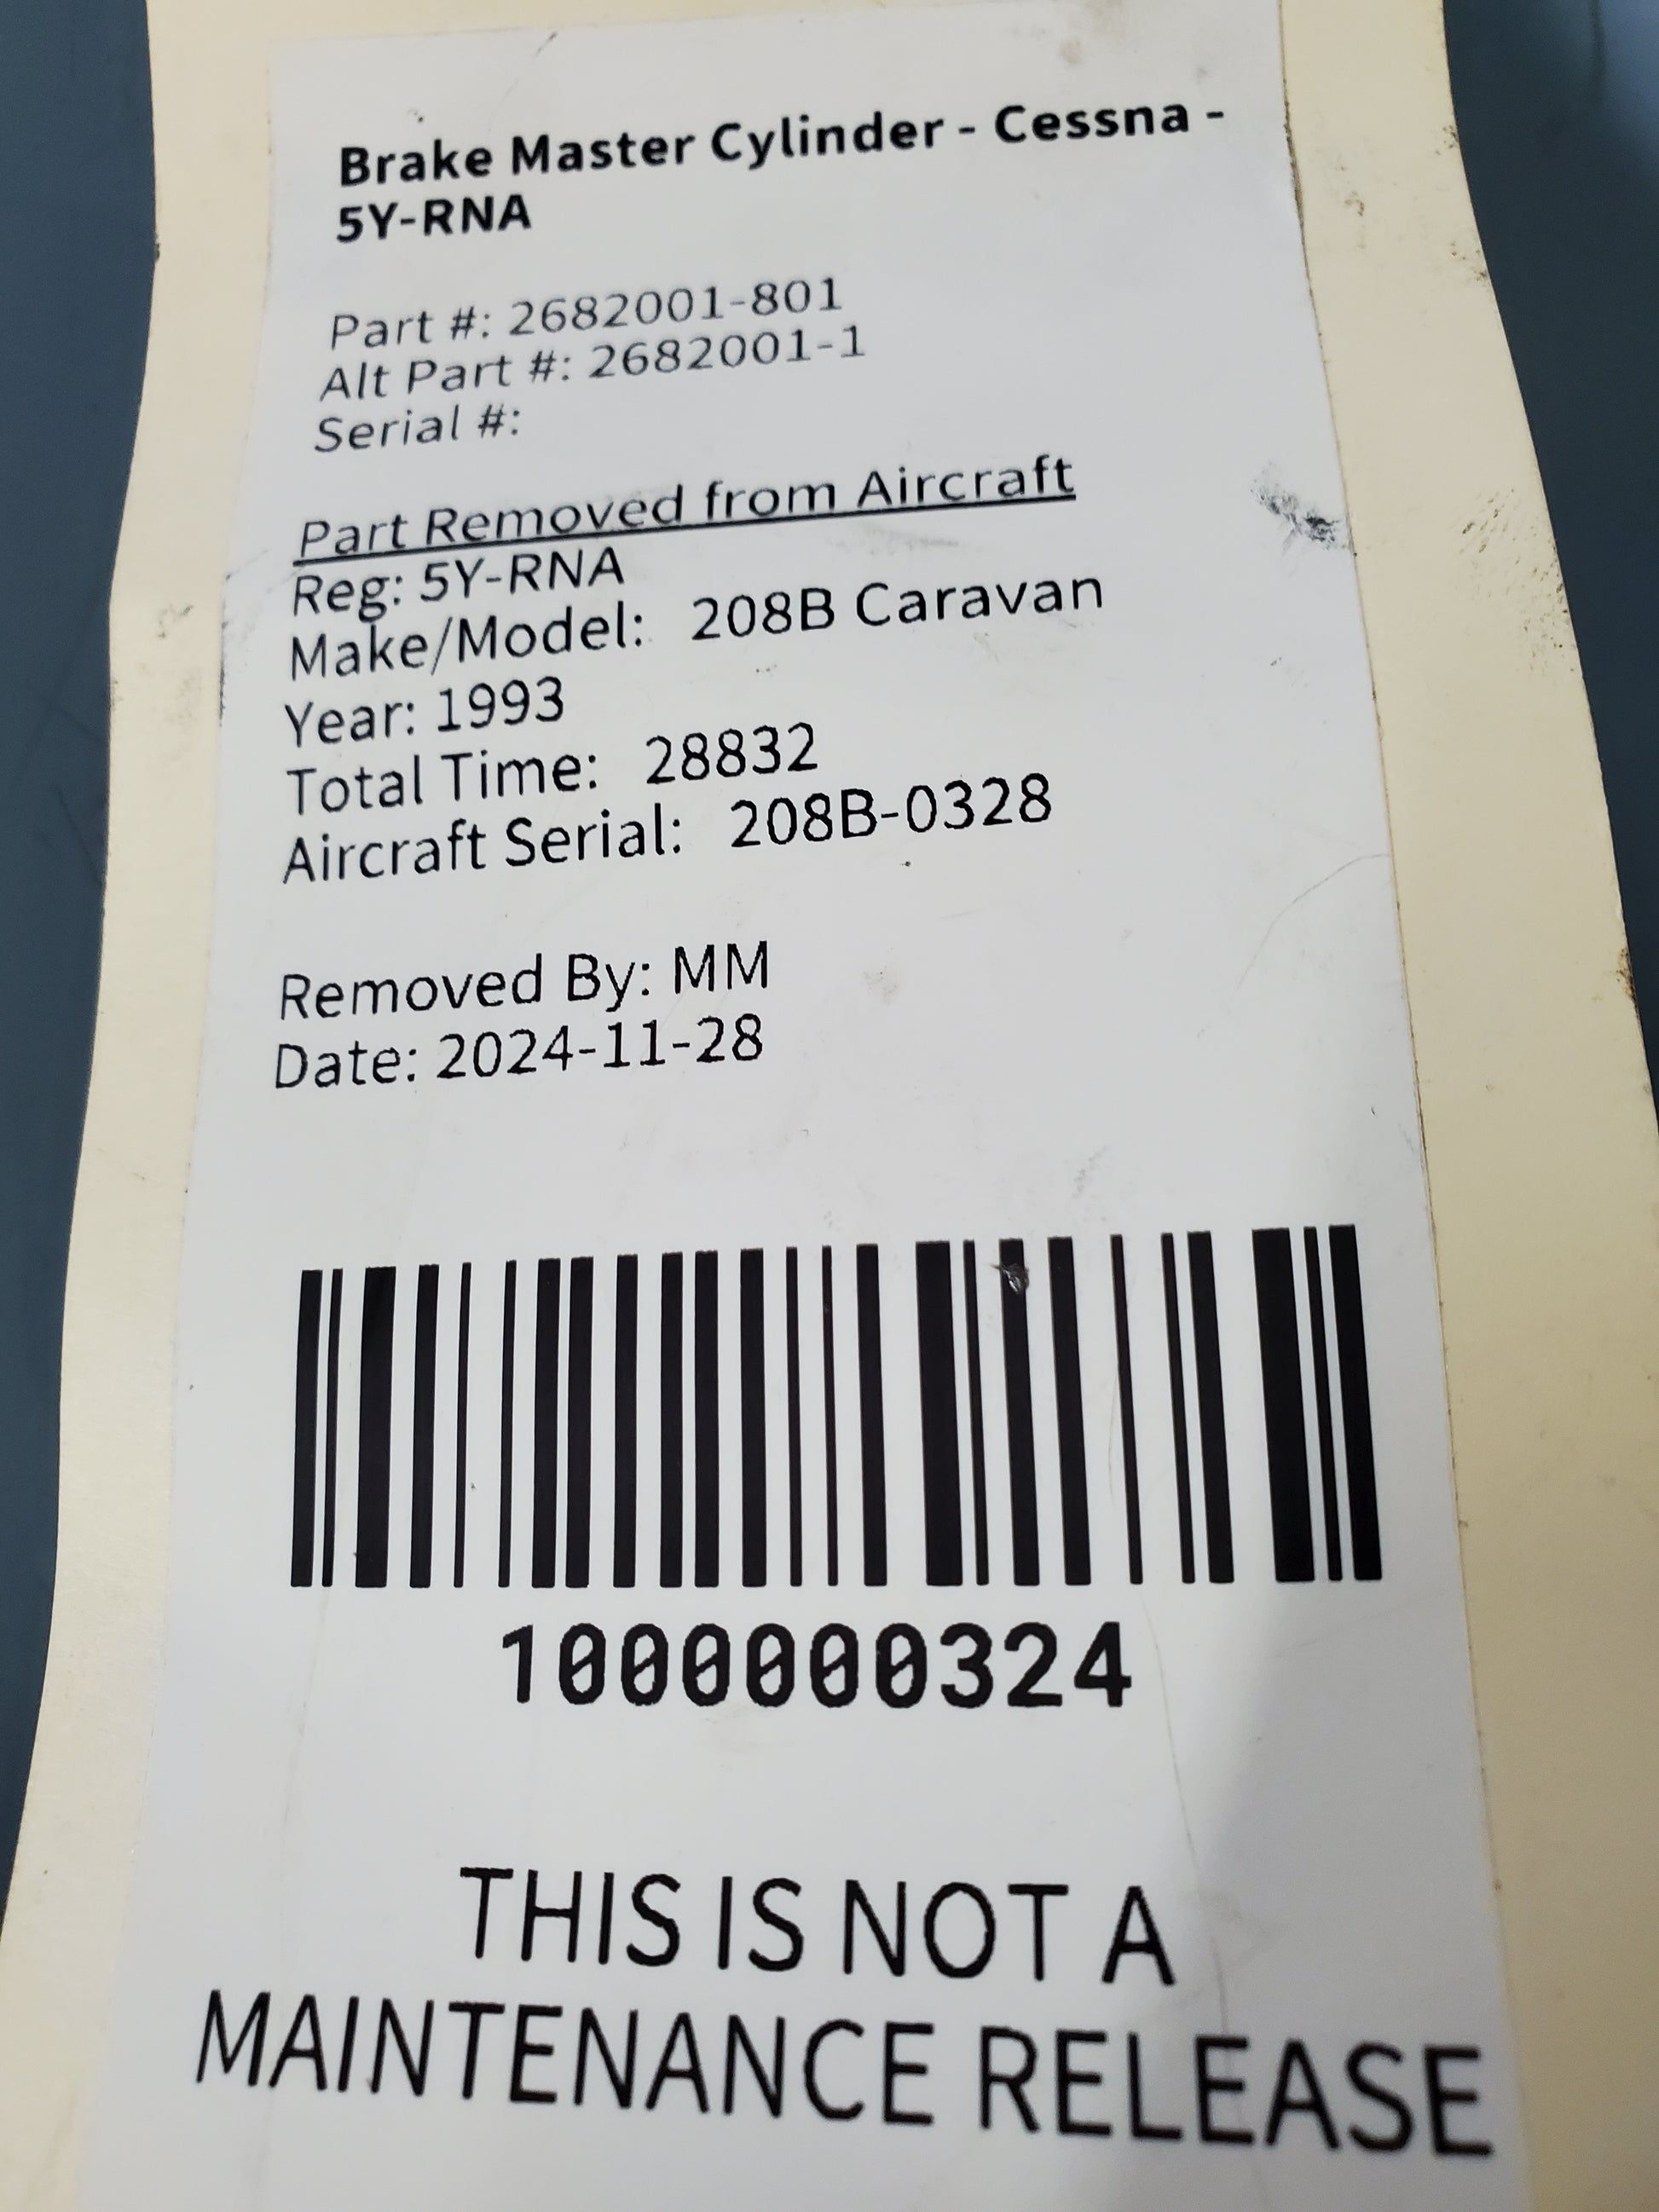 Brake Master Cylinder - Cessna -
5Y-RNA
Part #: 2682001-801
Alt Part #: 2682001-1
Serial #:
Part Removed from Aircraft
Reg: 5Y-RNA
Make/Model: 208B Caravan
Year: 1993
Total Time: 28832
Aircraft Serial: 208B-0328
Removed By: MM
Date: 2024-11-28
1000000324
THIS IS NOT A
MAINTENANCE RELEASE